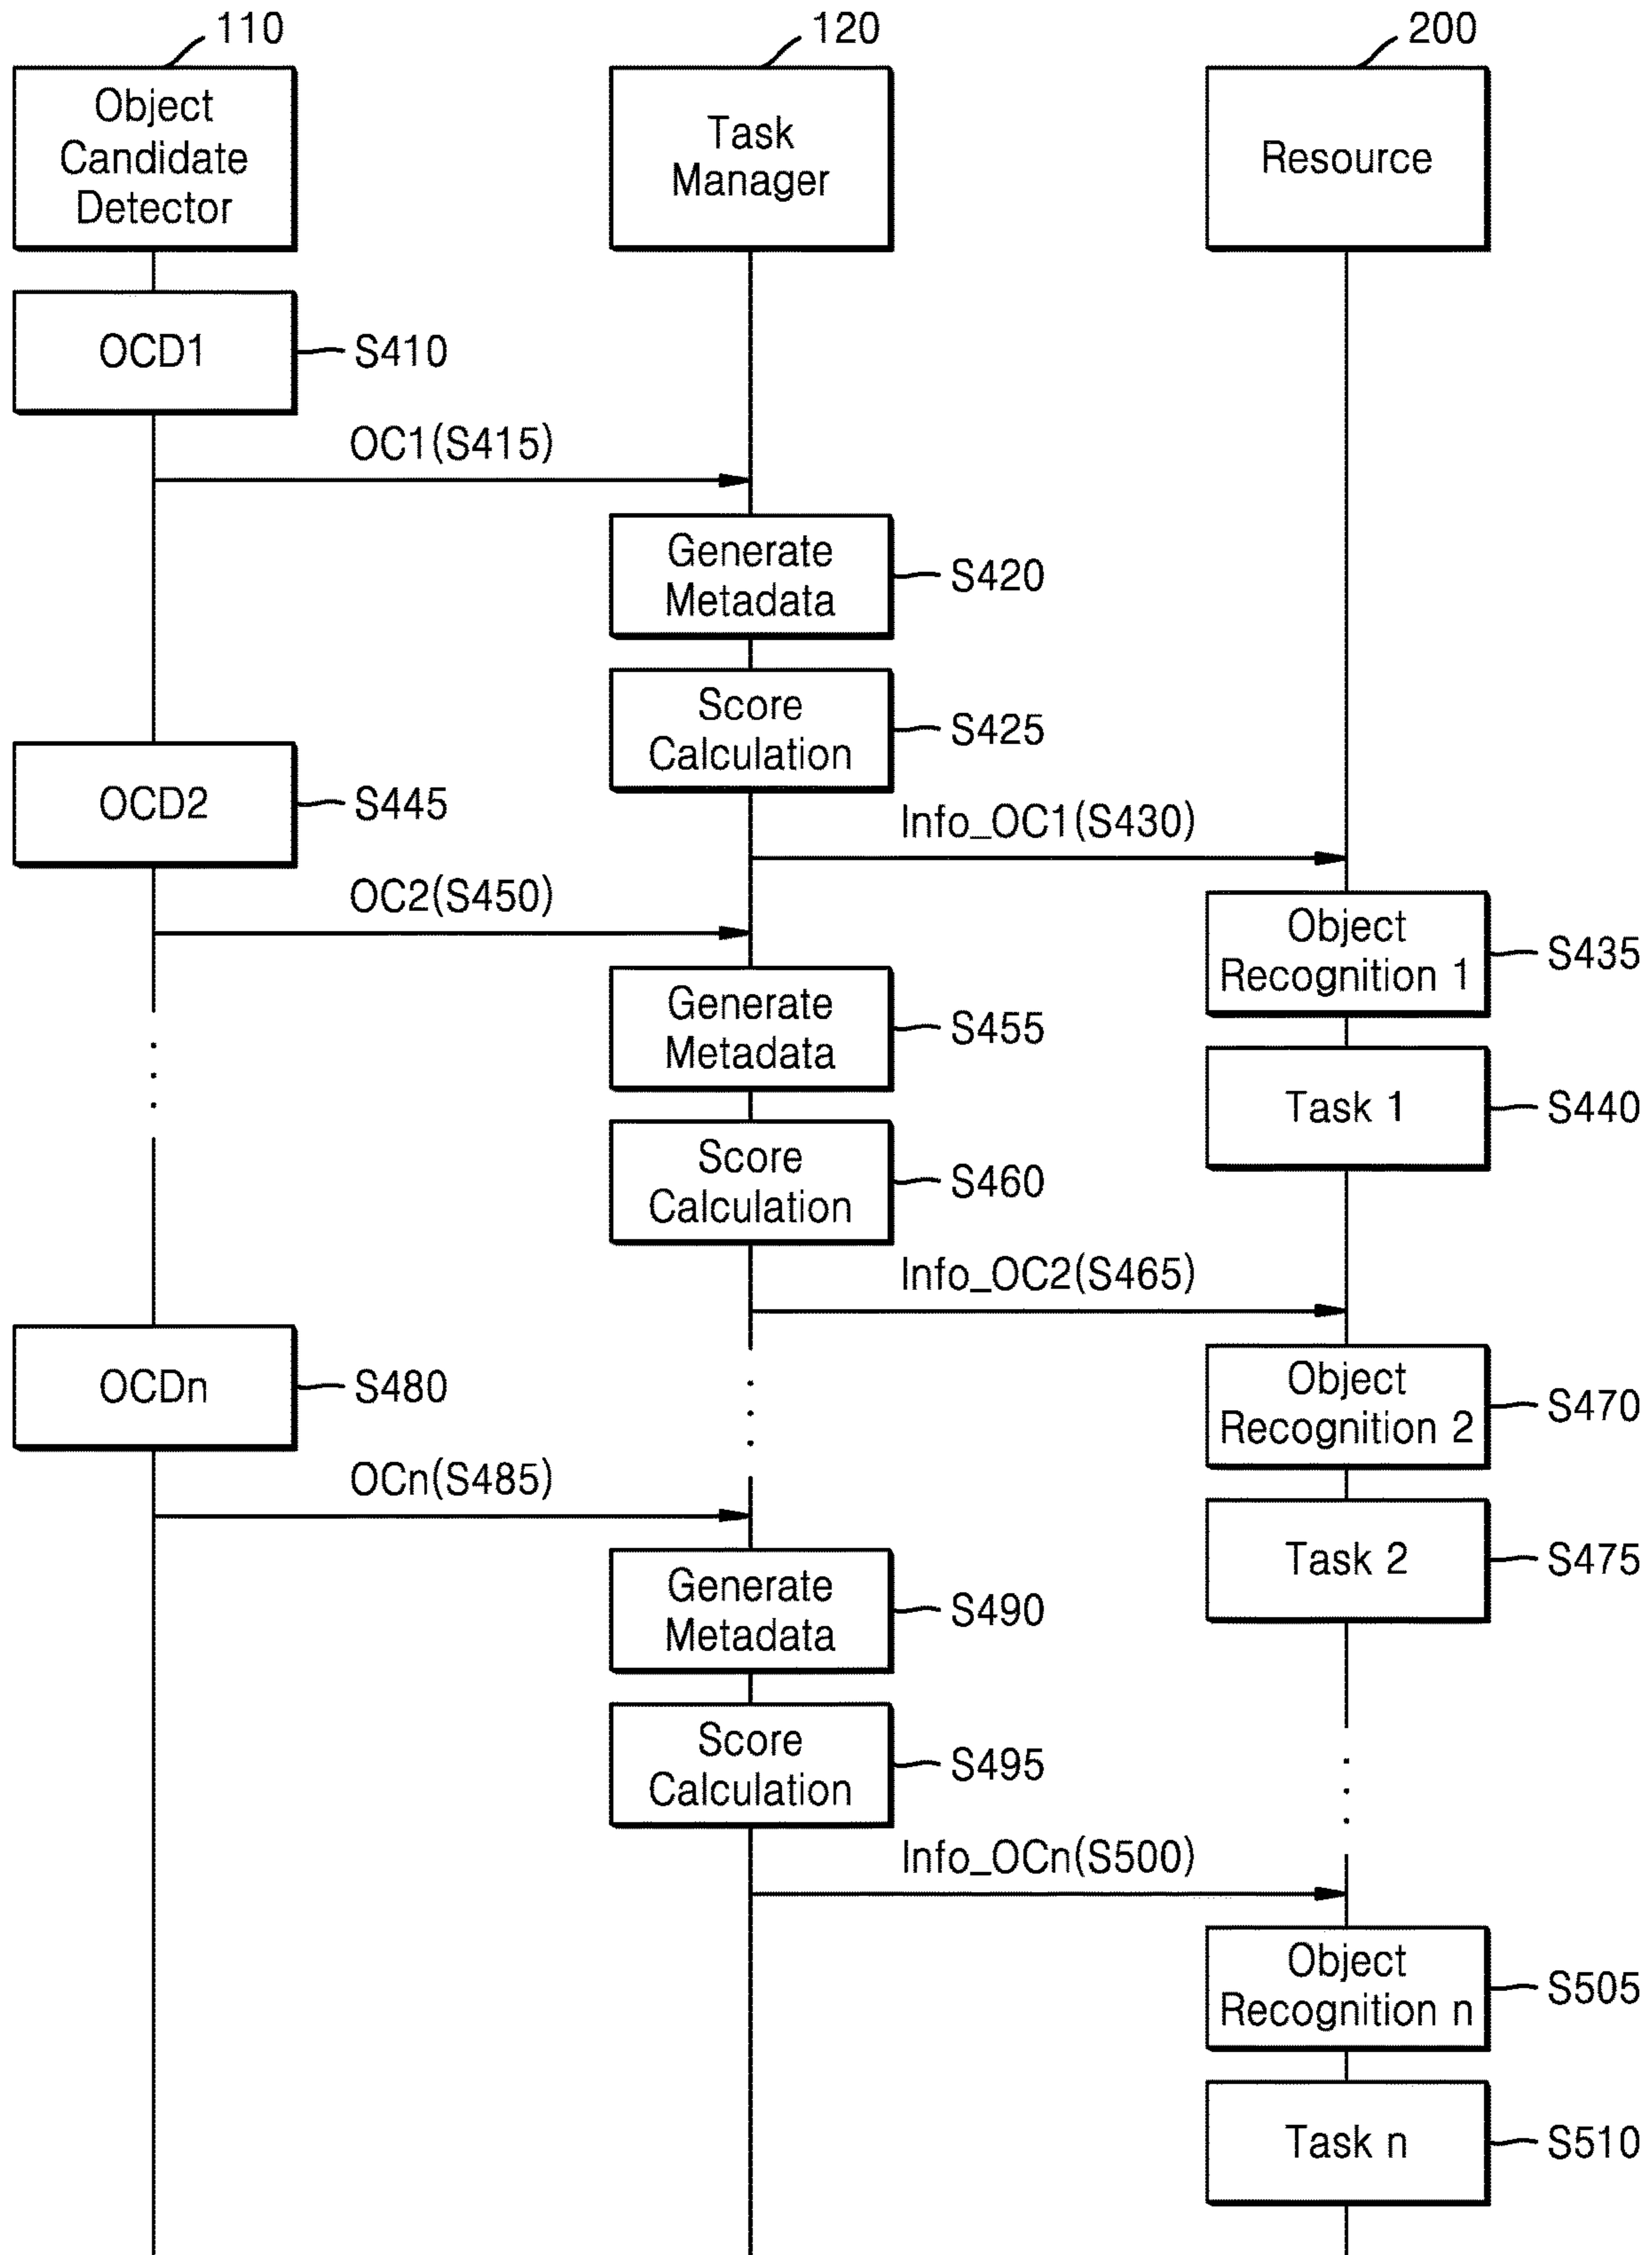 110
120
200
Object
Candidate
Detector
Task
Manager
Resource
OCD1
S410
OC1(S415)
Generate
Metadata
S420
Score
Calculation
S425
OCD2
S445
Info_OC1(S430)
OC2(S450)
Object
Recognition 1
S435
Generate
Metadata
S455
Task 1
S440
Score
Calculation
S460
Info_OC2(S465)
OCDn
S480
Object
Recognition 2
S470
OCn(S485)
Task 2
S475
Generate
Metadata
S490
Score
Calculation
S495
Info_OCn(S500)
Object
Recognition n
S505
Task n
S510